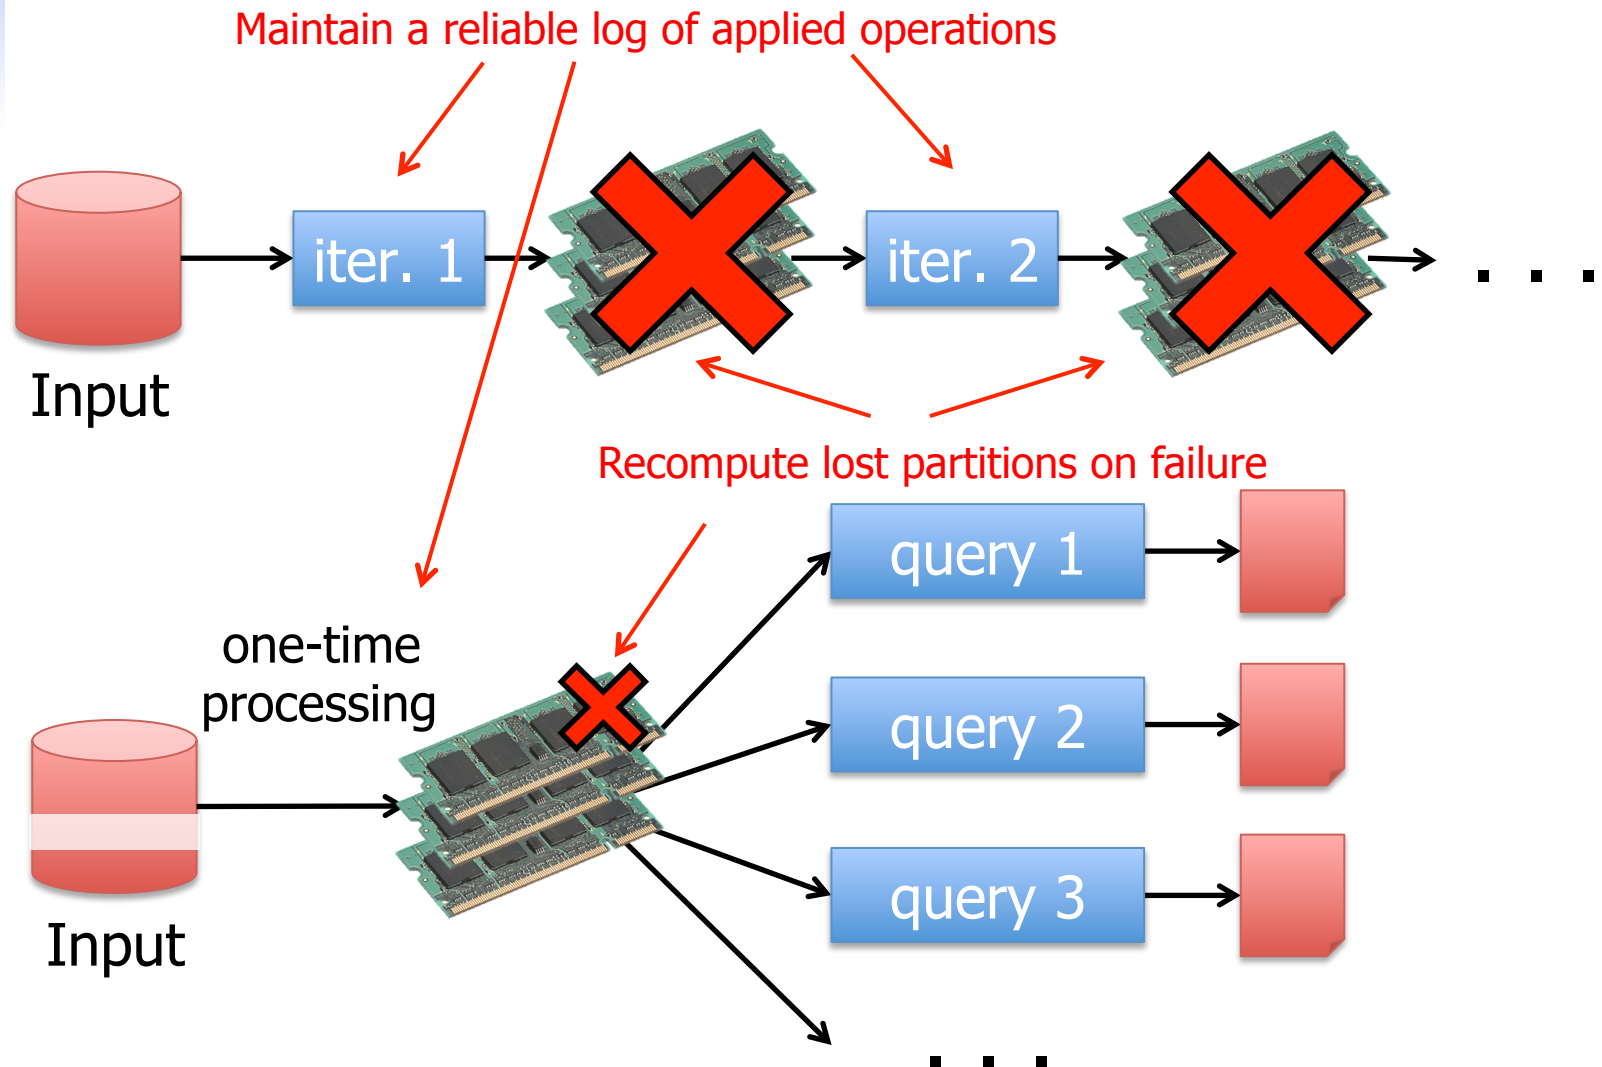 Maintain a reliable log of applied operations
iter. 1
iter. 2
. . .
Input
Recompute lost partitions on failure
query 1
one-time
processing
query 2
query 3
Input
. . .